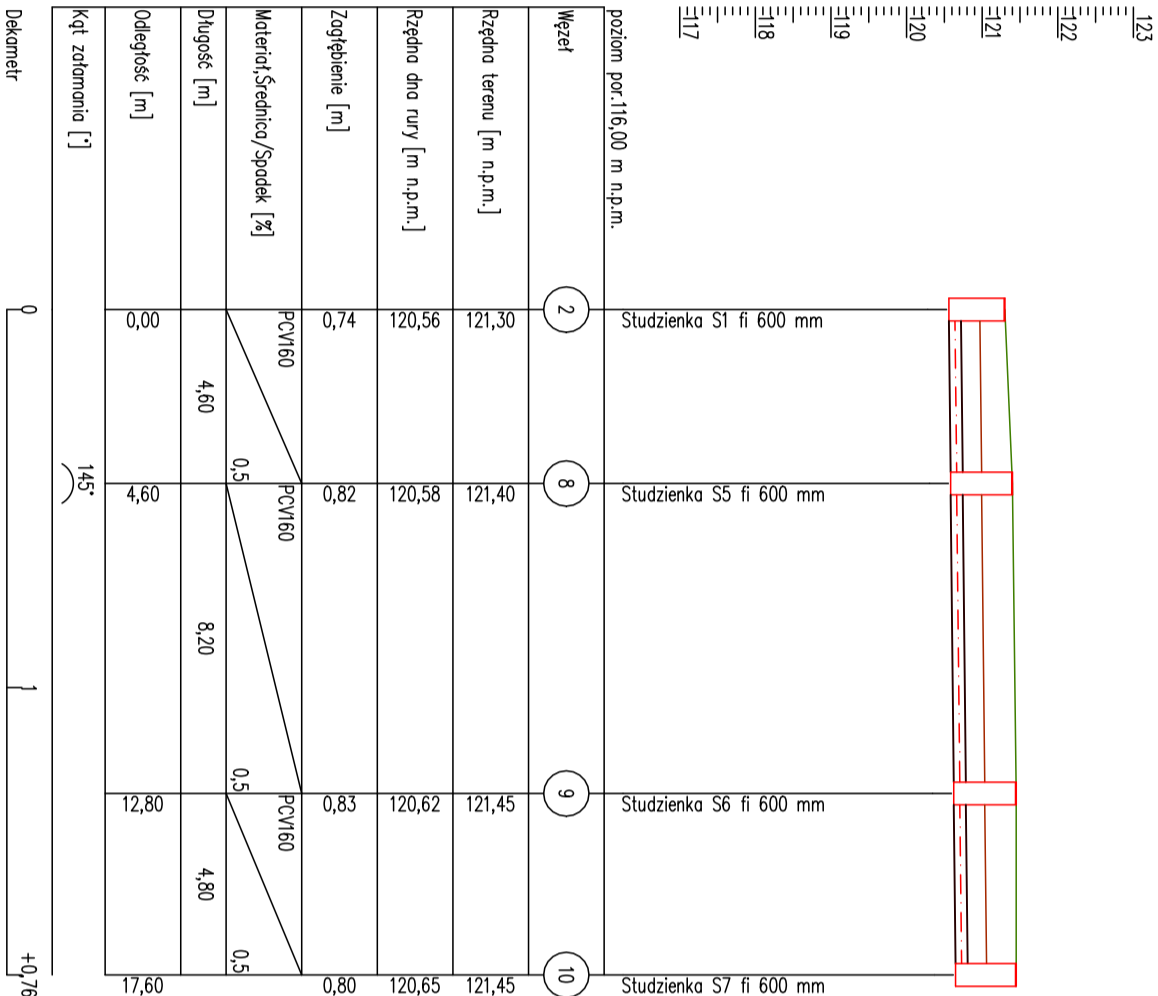 123
122
121
120
119
118
117
poziom por.116,00 m n.p.m.
Studzienka S1 fi 600 mm
Studzienka S5 fi 600 mm
Studzienka S6 fi 600 mm
Studzienka S7 fi 600 mm
Węzeł 2 8 9 10
Rzędna terenu [m n.p.m.] 121,30 121,40 121,45 121,45
Rzędna dna rury [m n.p.m.] 120,56 120,58 120,62 120,65
Zagłębienie [m] 0,74 0,82 0,83 0,80
Materiał,Średnica/Spadek [%] PCV160 0,5 PCV160 0,5 PCV160 0,5
Długość [m] 4,60 8,20 4,80
Odległość [m] 0,00 4,60 12,80 17,60
Kąt załamania [°] 145°
Dekametr 0 1 +0,76